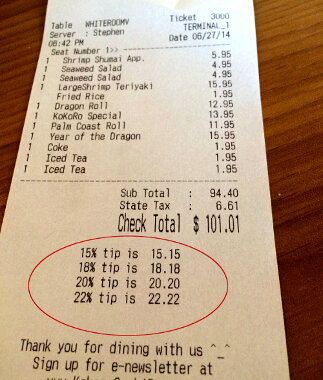 Table WHITEROOMV Ticket 3000
Server : Stephen TERMINAL_1
08:42 PM Date 06/27/14
Seat Number 1>>
1 Shrimp Shumai App. 5.95
1 Seaweed Salad 4.95
1 Seaweed Salad 4.95
1 LargeShrimp Teriyaki 15.95
Fried Rice 1.95
1 Dragon Roll 12.95
1 KoKoRo Special 13.95
1 Palm Coast Roll 11.95
1 Year of the Dragon 15.95
1 Coke 1.95
1 Iced Tea 1.95
1 Iced Tea 1.95
Sub Total : 94.40
State Tax : 6.61
Check Total $ 101.01
15% tip is 15.15
18% tip is 18.18
20% tip is 20.20
22% tip is 22.22
Thank you for dining with us ^_^
Sign up for e-newsletter at